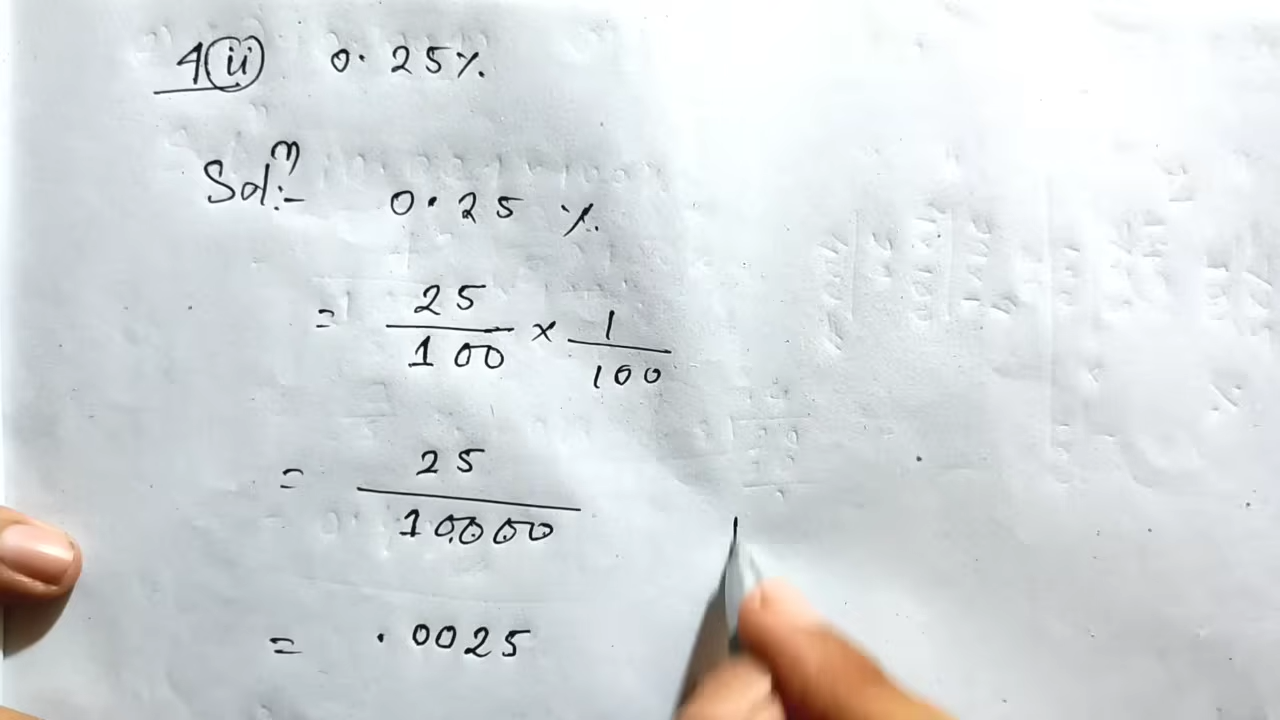 4(ii) 0.25%
Solⁿ:- 0.25 %
= 25/100 × 1/100
= 25/10000
= .0025